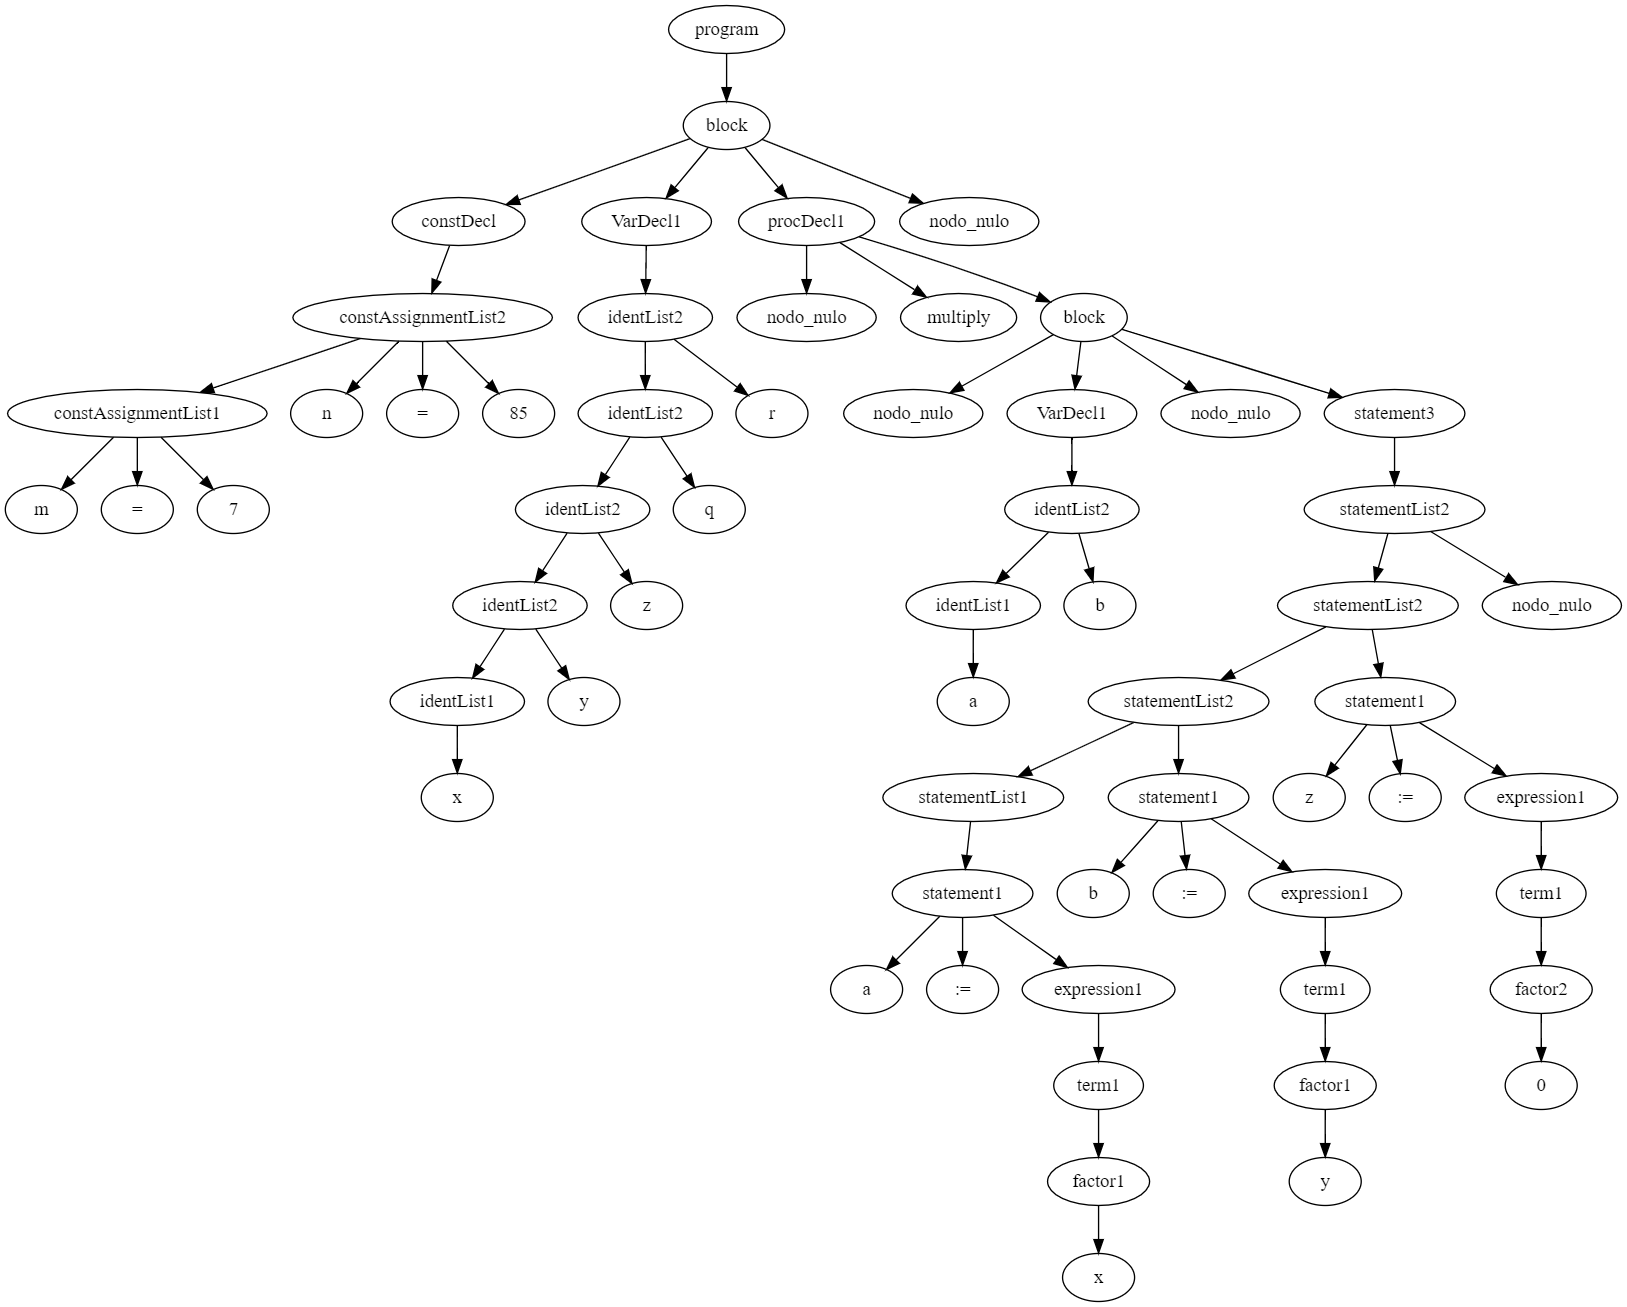 program
block
constDecl VarDecl1 procDecl1 nodo_nulo
constAssignmentList2 identList2 nodo_nulo multiply block
constAssignmentList1 n = 85 identList2 r nodo_nulo VarDecl1 nodo_nulo statement3
m = 7 identList2 q identList2 statementList2
identList2 z identList1 b statementList2 nodo_nulo
identList1 y a statementList2 statement1
x statementList1 statement1 z := expression1
statement1 b := expression1 term1
a := expression1 term1 factor2
term1 factor1 0
factor1 y
x